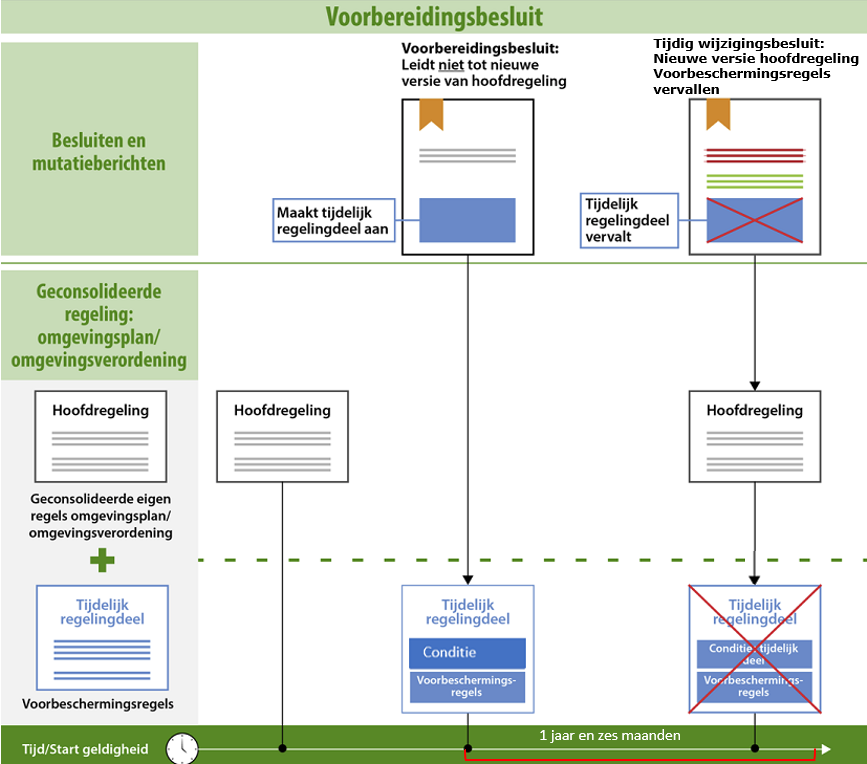 Voorbereidingsbesluit
Besluiten en
mutatieberichten
Voorbereidingsbesluit:
Leidt niet tot nieuwe
versie van hoofdregeling
Tijdig wijzigingsbesluit:
Nieuwe versie hoofdregeling
Voorbeschermingsregels
vervallen
Maakt tijdelijk
regelingdeel aan
Tijdelijk
regelingdeel
vervalt
Geconsolideerde
regeling:
omgevingsplan/
omgevingsverordening
Hoofdregeling
Geconsolideerde eigen
regels omgevingsplan/
omgevingsverordening
Hoofdregeling
Hoofdregeling
Tijdelijk
regelingdeel
Voorbeschermingsregels
Tijdelijk
regelingdeel
Conditie
Voorbeschermings-
regels
Tijdelijk
regelingdeel
Conditie tijdelijk
deel
Voorbeschermings-
regels
Tijd/Start geldigheid
1 jaar en zes maanden